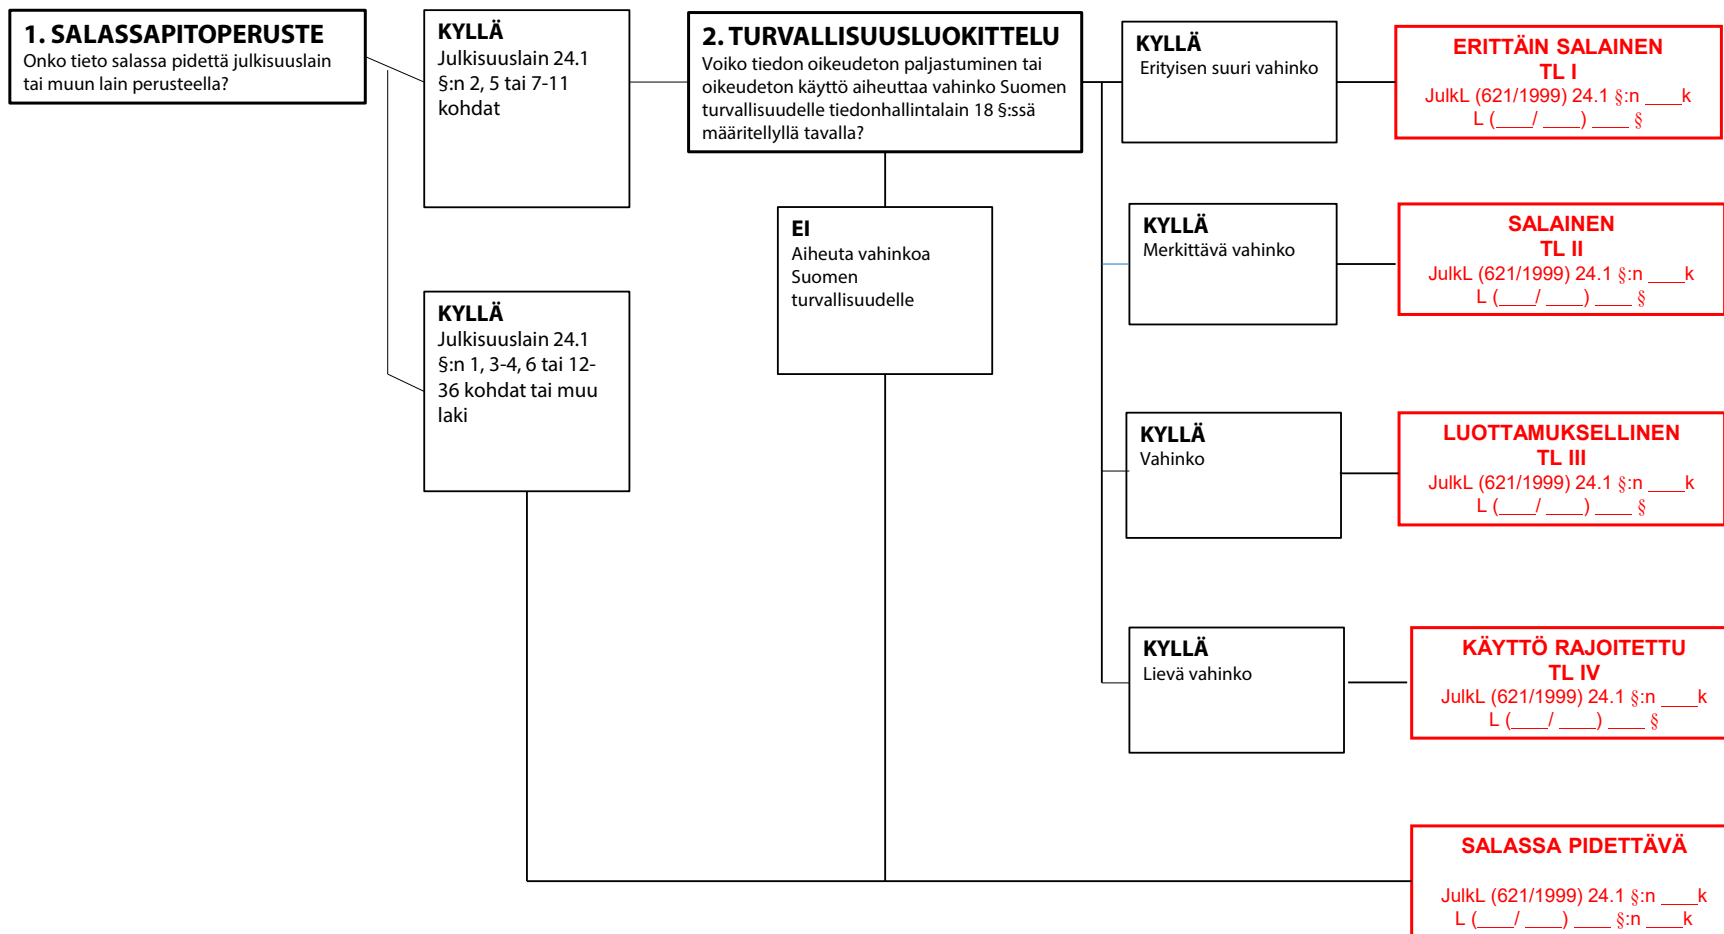 1. SALASSAPITOPERUSTE
Onko tieto salassa pidettä julkisuuslain
tai muun lain perusteella?
KYLLÄ
Julkisuuslain 24.1
§:n 2, 5 tai 7-11
kohdat
KYLLÄ
Julkisuuslain 24.1
§:n 1, 3-4, 6 tai 12-
36 kohdat tai muu
laki
2. TURVALLISUUSLUOKITTELU
Voiko tiedon oikeudeton paljastuminen tai
oikeudeton käyttö aiheuttaa vahinko Suomen
turvallisuudelle tiedonhallintalain 18 §:ssä
määritellyllä tavalla?
EI
Aiheuta vahinkoa
Suomen
turvallisuudelle
KYLLÄ
Erityisen suuri vahinko
ERITTÄIN SALAINEN
TL I
JulkL (621/1999) 24.1 §:n ____k
L (____/ ____) ____ §
KYLLÄ
Merkittävä vahinko
SALAINEN
TL II
JulkL (621/1999) 24.1 §:n ____k
L (____/ ____) ____ §
KYLLÄ
Vahinko
LUOTTAMUKSELLINEN
TL III
JulkL (621/1999) 24.1 §:n ____k
L (____/ ____) ____ §
KYLLÄ
Lievä vahinko
KÄYTTÖ RAJOITETTU
TL IV
JulkL (621/1999) 24.1 §:n ____k
L (____/ ____) ____ §
SALASSA PIDETTÄVÄ
JulkL (621/1999) 24.1 §:n ____k
L (____/ ____) ____ §:n ____k